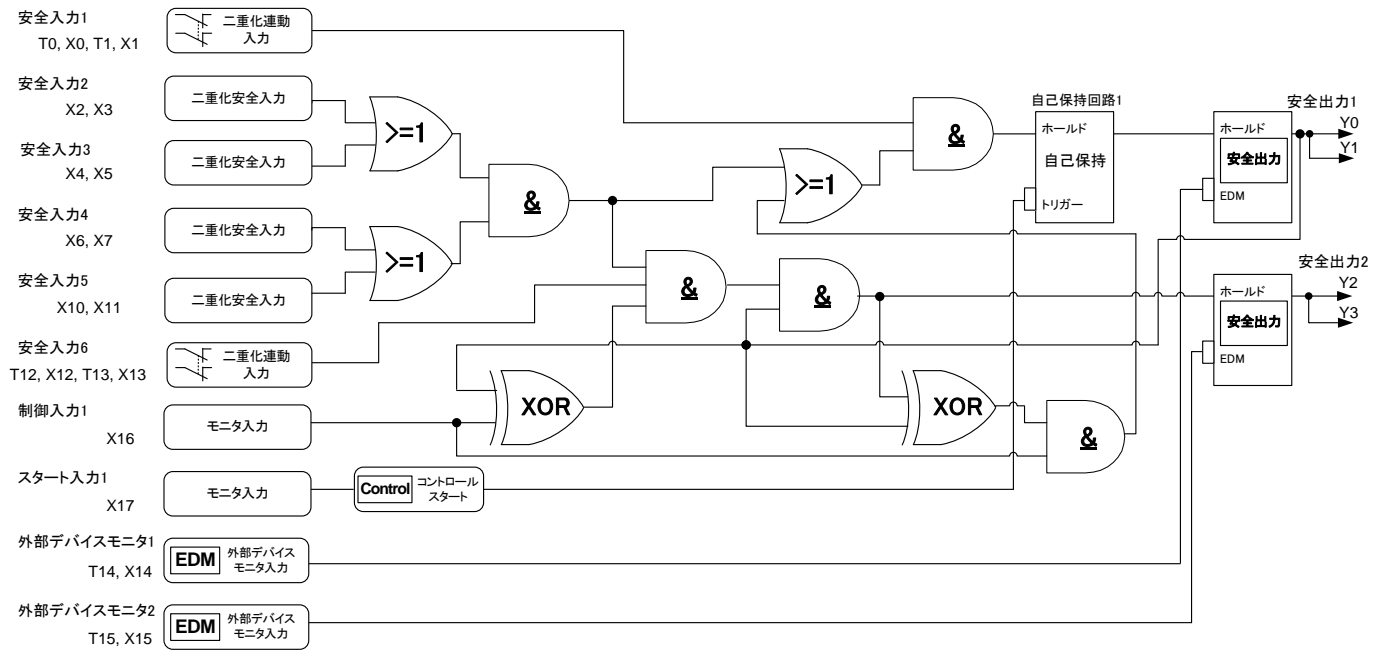 安全入力1
T0, X0, T1, X1
二重化連動
入力
安全入力2
X2, X3
二重化安全入力
安全入力3
X4, X5
二重化安全入力
>=1
安全入力4
X6, X7
二重化安全入力
安全入力5
X10, X11
二重化安全入力
>=1
&
安全入力6
T12, X12, T13, X13
二重化連動
入力
制御入力1
X16
モニタ入力
XOR
&
&
>=1
&
XOR
&
スタート入力1
X17
モニタ入力
Control
コントロール
スタート
外部デバイスモニタ1
T14, X14
EDM
外部デバイス
モニタ入力
外部デバイスモニタ2
T15, X15
EDM
外部デバイス
モニタ入力
自己保持回路1
ホールド
自己保持
トリガー
安全出力1
ホールド
安全出力
EDM
Y0
Y1
安全出力2
ホールド
安全出力
EDM
Y2
Y3